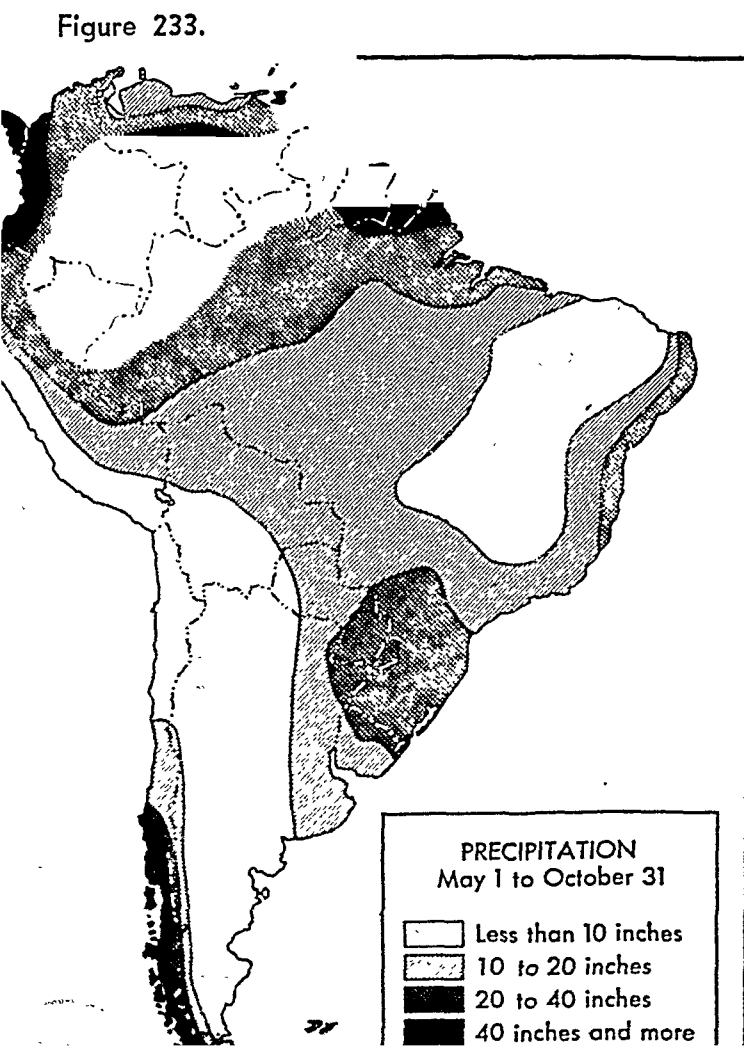 Figure 233.
PRECIPITATION
May 1 to October 31
Less than 10 inches
10 to 20 inches
20 to 40 inches
40 inches and more